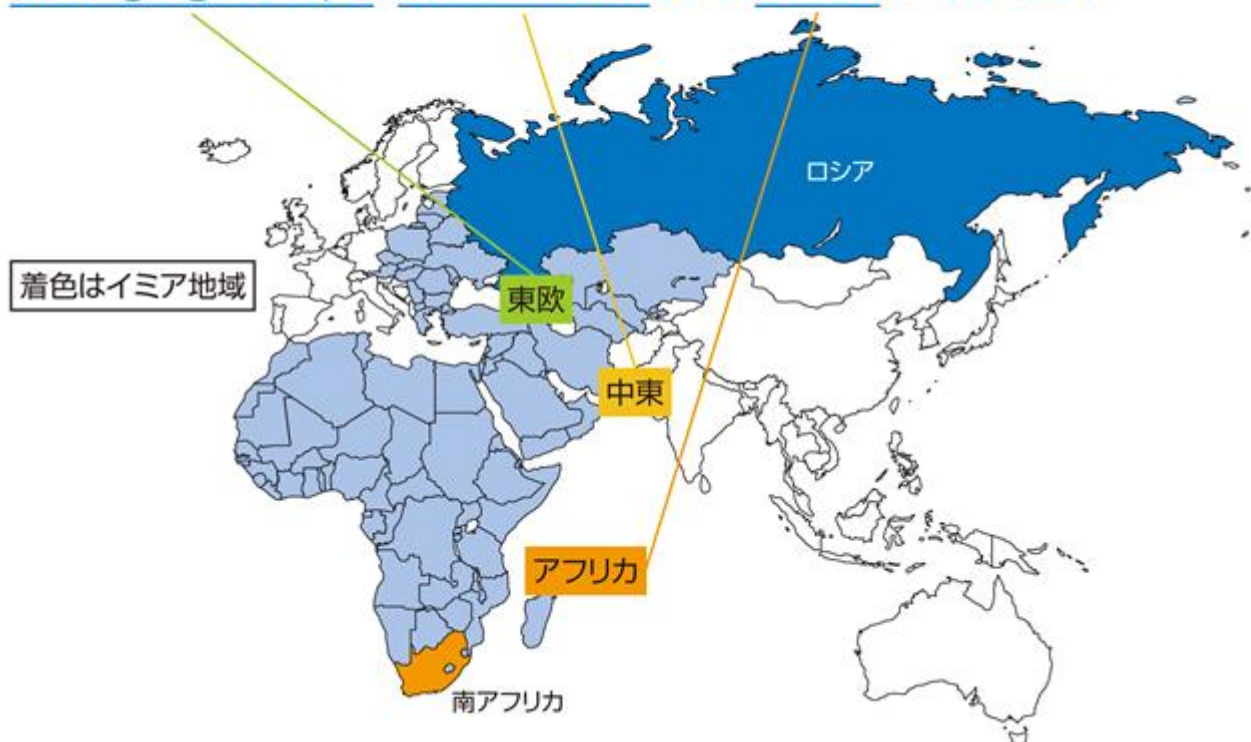 ロシア
着色はイミア地域
東欧
中東
アフリカ
南アフリカ